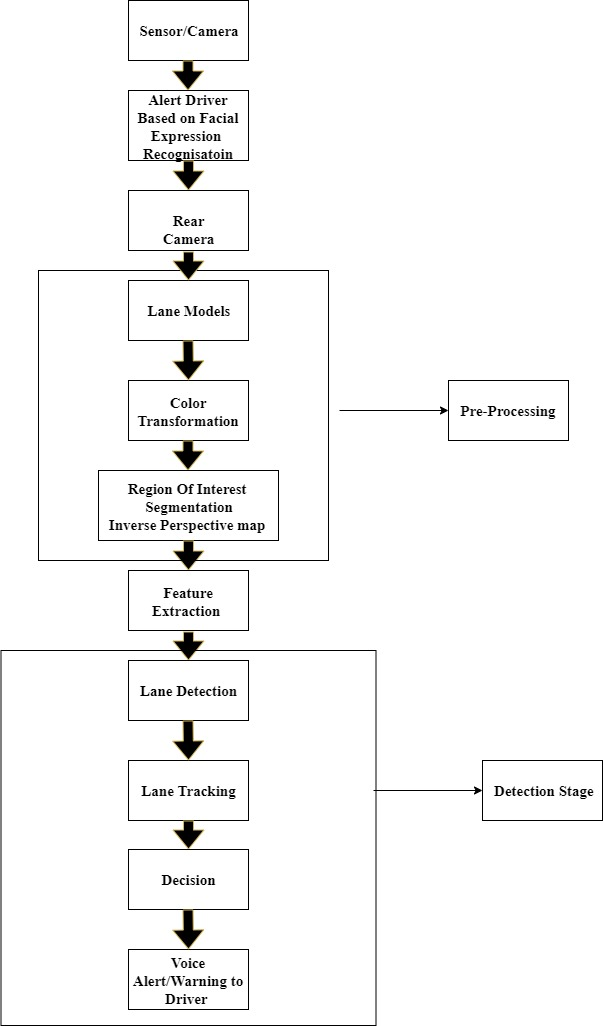 Sensor/Camera
Alert Driver
Based on Facial
Expression
Recognisatoin
Rear
Camera
Lane Models
Color
Transformation
Pre-Processing
Region Of Interest
Segmentation
Inverse Perspective map
Feature
Extraction
Lane Detection
Lane Tracking
Detection Stage
Decision
Voice
Alert/Warning to
Driver